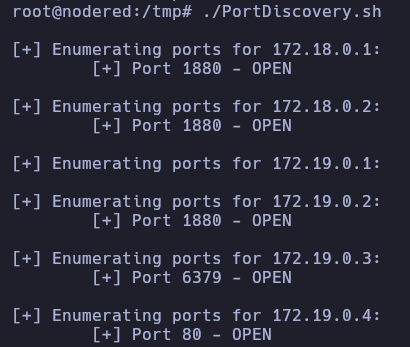 root@nodered:/tmp# ./PortDiscovery.sh
[+] Enumerating ports for 172.18.0.1:
[+] Port 1880 - OPEN
[+] Enumerating ports for 172.18.0.2:
[+] Port 1880 - OPEN
[+] Enumerating ports for 172.19.0.1:
[+] Enumerating ports for 172.19.0.2:
[+] Port 1880 - OPEN
[+] Enumerating ports for 172.19.0.3:
[+] Port 6379 - OPEN
[+] Enumerating ports for 172.19.0.4:
[+] Port 80 - OPEN